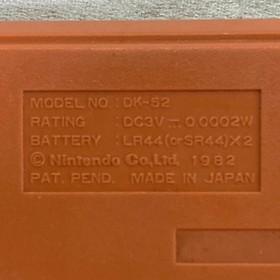 MODEL NO. : DK-52
RATING : DC3V ⎓ 0.0002W
BATTERY : LR44 (or SR44) X2
© Nintendo Co.,Ltd. 1982
PAT. PEND. MADE IN JAPAN